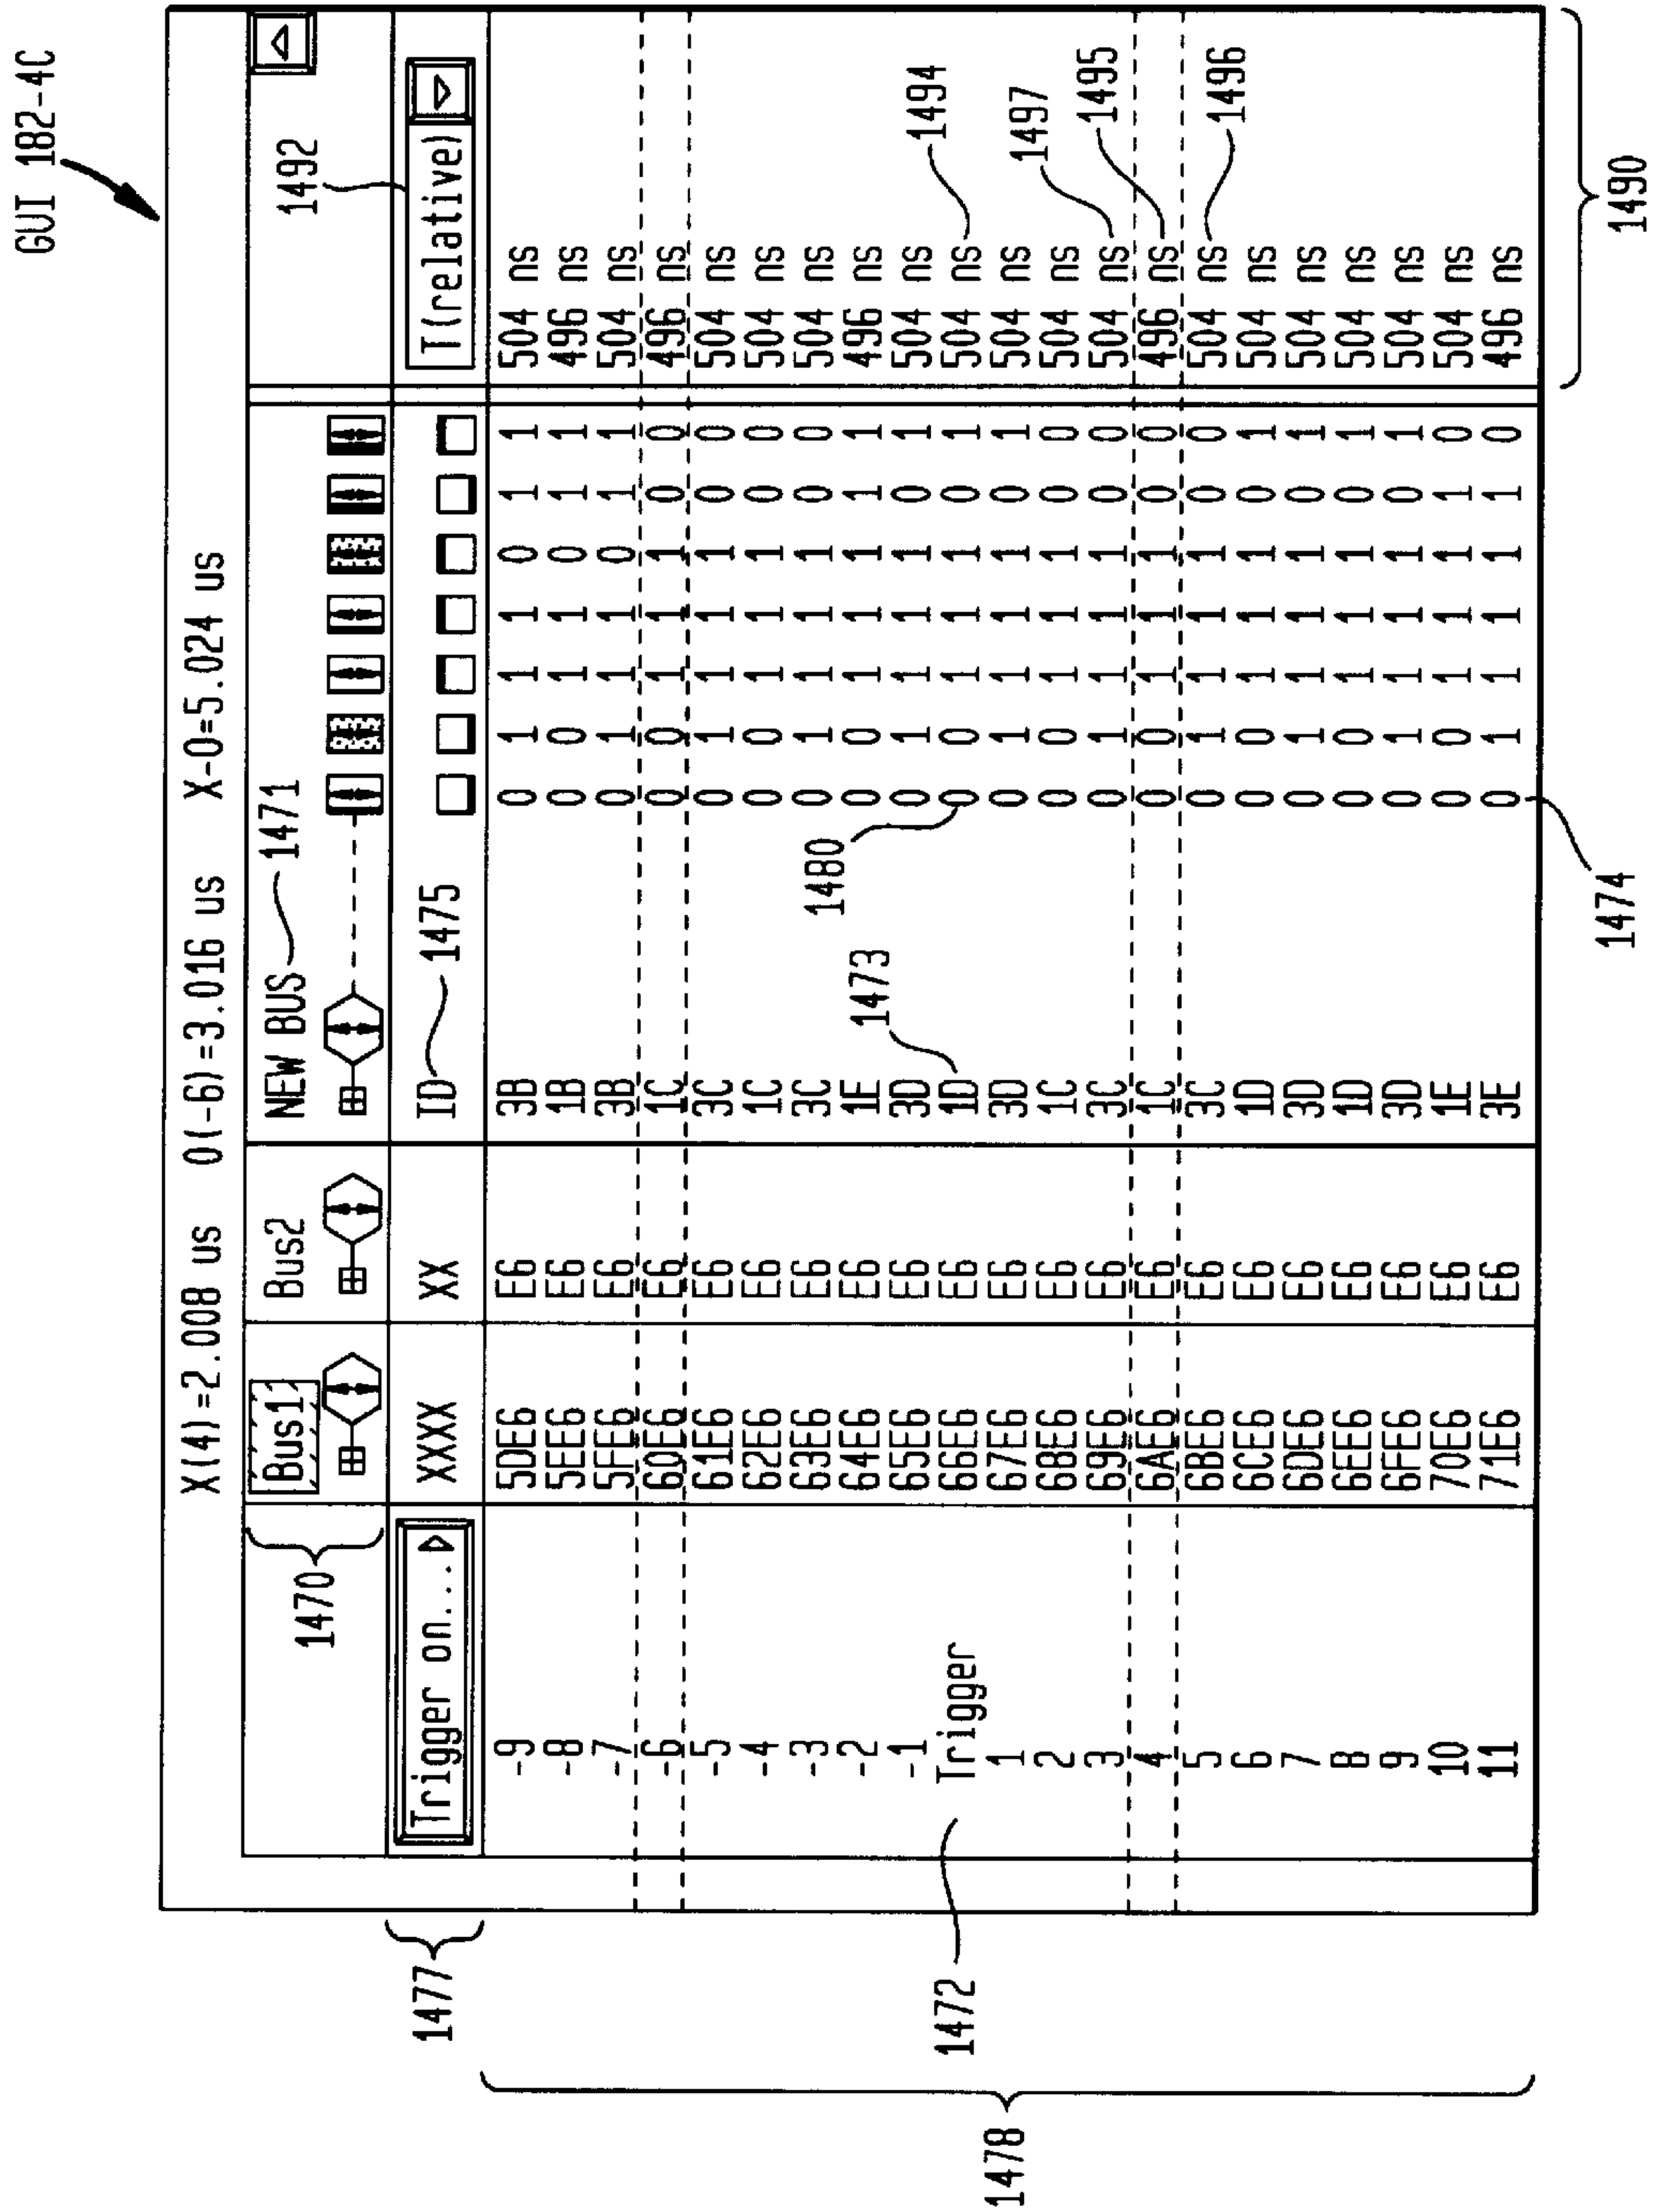 GUI 182-4C
X(4)=2.008 us 0(-6)=3.016 us X-0=5.024 us
1470 Bus1 Bus2 NEW BUS 1471 1492
1477 Trigger on... XXXX XX ID 1475 T(relative)
-9 5DE6 E6 3B 0 1 1 1 0 1 1 504 ns
-8 5EE6 E6 1B 0 0 1 1 0 1 1 496 ns
-7 5FE6 E6 3B 0 1 1 1 0 1 1 504 ns
-6 60E6 E6 1C 0 0 1 1 1 0 0 496 ns
-5 61E6 E6 3C 0 1 1 1 1 0 0 504 ns
-4 62E6 E6 1C 0 0 1 1 1 0 0 504 ns
-3 63E6 E6 3C 0 1 1 1 1 0 0 504 ns
-2 64E6 E6 1E 0 0 1 1 1 1 1 496 ns
-1 65E6 E6 3D 0 1 1 1 1 0 1 504 ns
Trigger 66E6 E6 1D 0 0 1 1 1 0 1 504 ns
1 67E6 E6 3D 0 1 1 1 1 0 1 504 ns
2 68E6 E6 1C 0 0 1 1 1 0 0 504 ns
3 69E6 E6 3C 0 1 1 1 1 0 0 504 ns
4 6AE6 E6 1C 0 0 1 1 1 0 0 496 ns
5 6BE6 E6 3C 0 1 1 1 1 0 0 504 ns
6 6CE6 E6 1D 0 0 1 1 1 0 1 504 ns
7 6DE6 E6 3D 0 1 1 1 1 0 1 504 ns
8 6EE6 E6 1D 0 0 1 1 1 0 1 504 ns
9 6FE6 E6 3D 0 1 1 1 1 0 1 504 ns
10 70E6 E6 1E 0 0 1 1 1 1 0 504 ns
11 71E6 E6 3E 0 1 1 1 1 1 0 496 ns
1478
1472
1473
1480
1494
1497
1495
1496
1474
1490